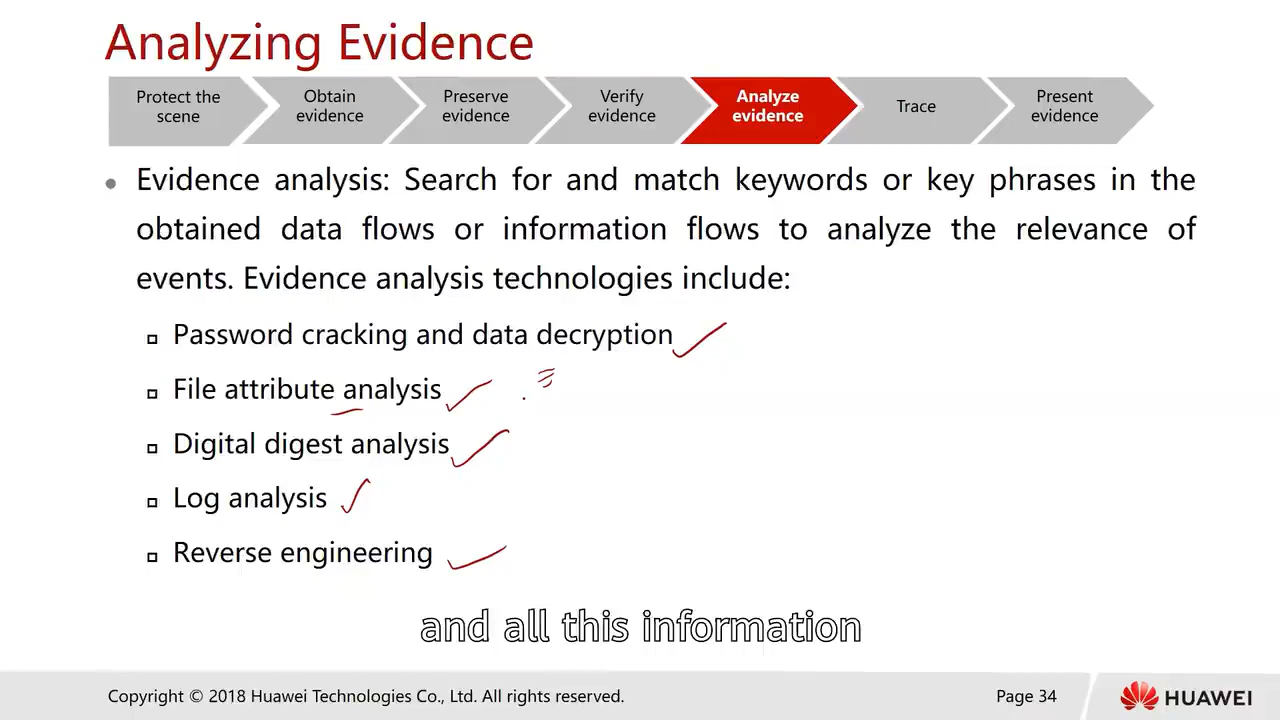 Analyzing Evidence
Protect the
scene
Obtain
evidence
Preserve
evidence
Verify
evidence
Analyze
evidence
Trace
Present
evidence
Evidence analysis: Search for and match keywords or key phrases in the
obtained data flows or information flows to analyze the relevance of
events. Evidence analysis technologies include:
Password cracking and data decryption
File attribute analysis
Digital digest analysis
Log analysis
Reverse engineering
and all this information
Copyright © 2018 Huawei Technologies Co., Ltd. All rights reserved.
Page 34
HUAWEI